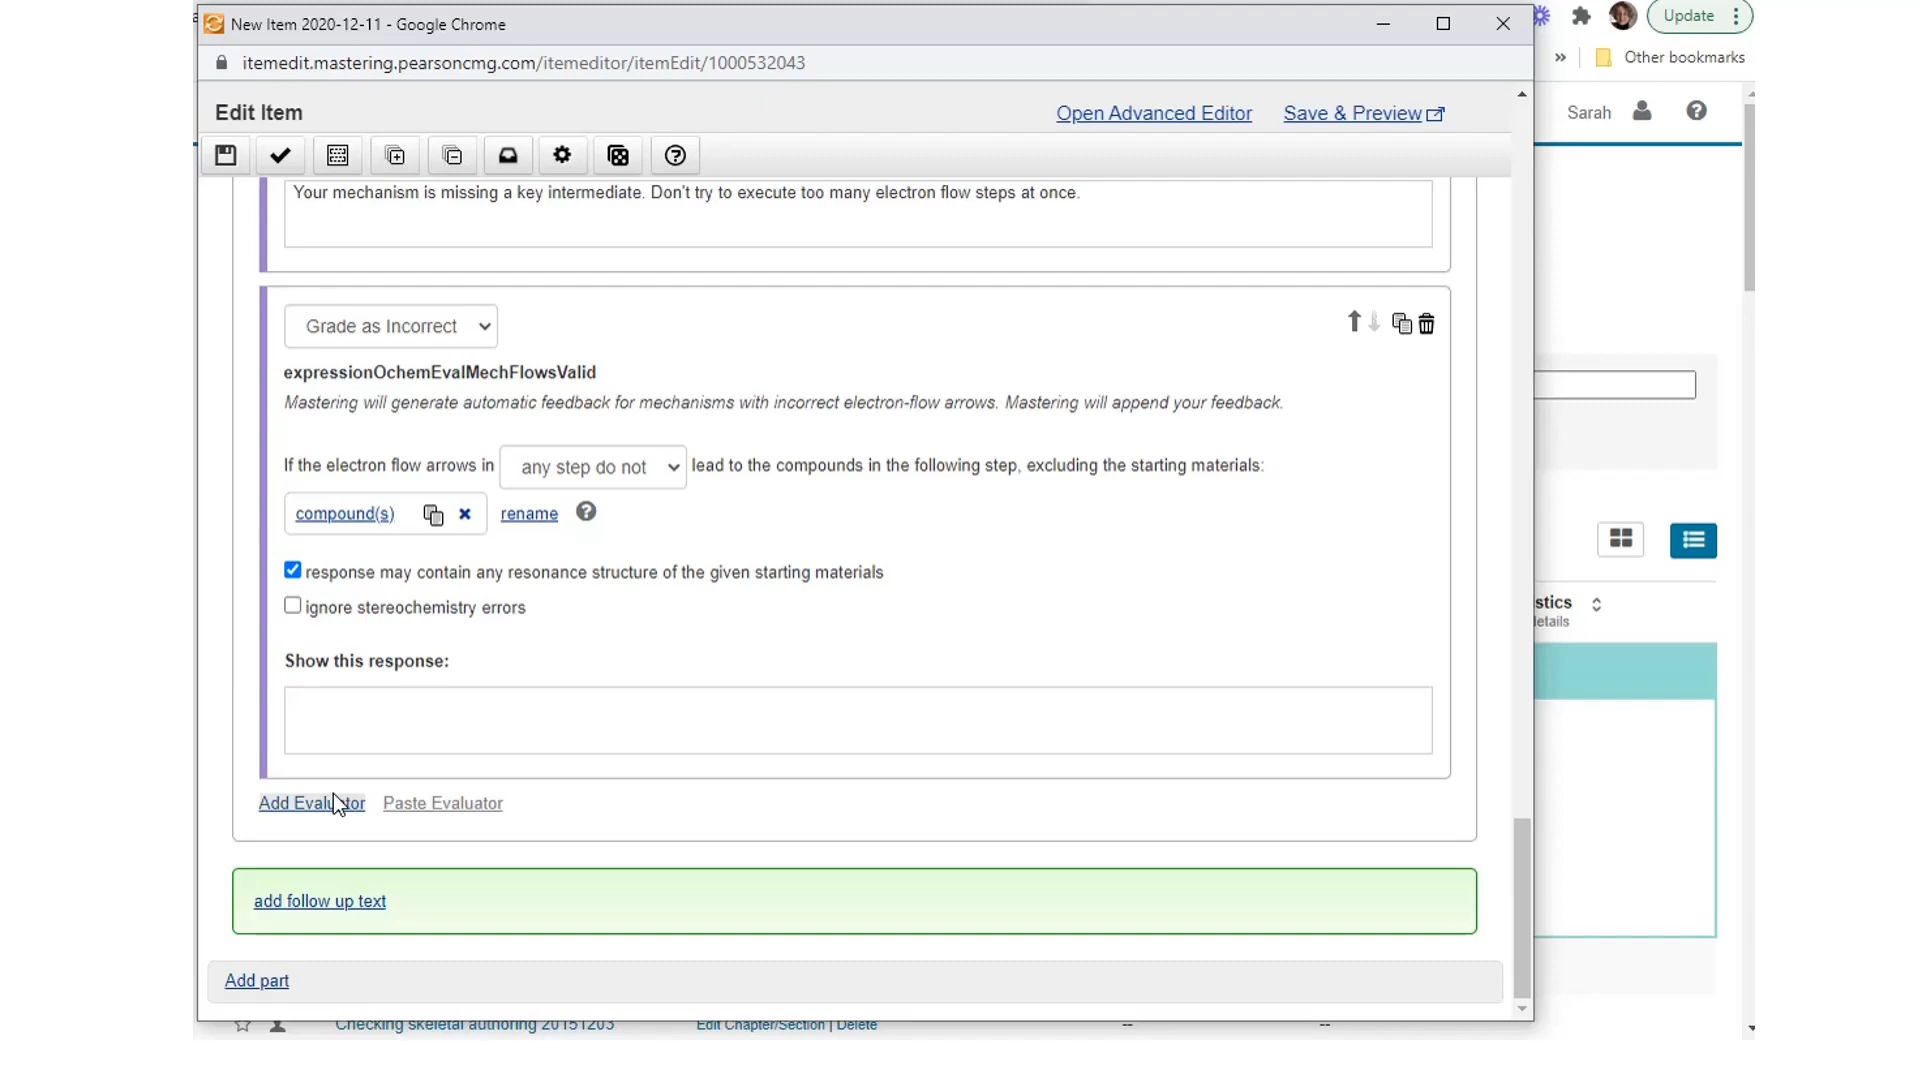 New Item 2020-12-11 - Google Chrome
Update
itemedit.mastering.pearsoncmg.com/itemeditor/itemEdit/1000532043
» Other bookmarks
Edit Item
Open Advanced Editor
Save & Preview
Sarah
Your mechanism is missing a key intermediate. Don't try to execute too many electron flow steps at once.
Grade as Incorrect
expressionOchemEvalMechFlowsValid
Mastering will generate automatic feedback for mechanisms with incorrect electron-flow arrows. Mastering will append your feedback.
If the electron flow arrows in any step do not lead to the compounds in the following step, excluding the starting materials:
compound(s) rename
response may contain any resonance structure of the given starting materials
ignore stereochemistry errors
stics
etails
Show this response:
Add Evaluator Paste Evaluator
add follow up text
Add part
Checking skeletal authoring 20151203 Edit Chapter/Section | Delete -- --